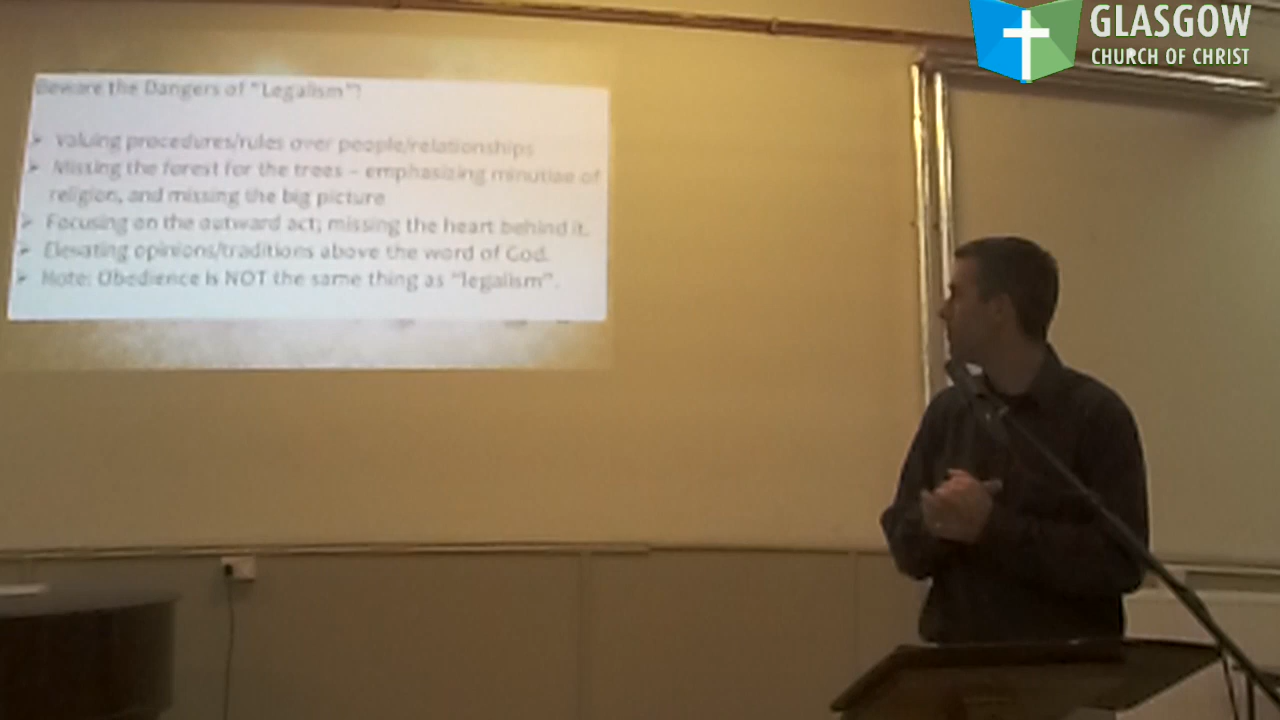 GLASGOW
CHURCH OF CHRIST
Beware the Dangers of "Legalism"!
Valuing procedures/rules over people/relationships
Missing the forest for the trees – emphasizing minutiae of
religion, and missing the big picture
Focusing on the outward act; missing the heart behind it.
Elevating opinions/traditions above the word of God.
Note: Obedience is NOT the same thing as "legalism".